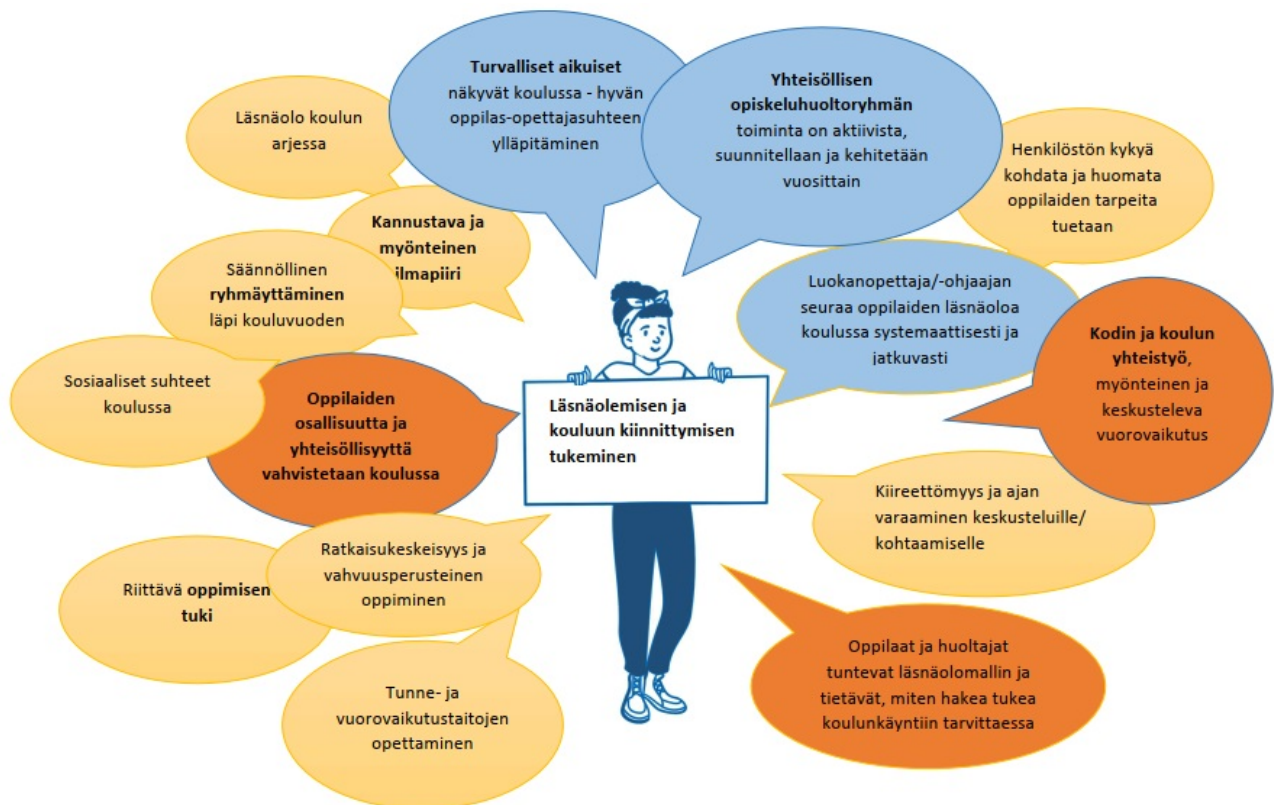 Turvalliset aikuiset
näkyvät koulussa - hyvän
oppilas-opettajasuhteen
ylläpitäminen
Yhteisöllisen
opiskeluhuoltoryhmän
toiminta on aktiivista,
suunnitellaan ja kehitetään
vuosittain
Läsnäolo koulun
arjessa
Henkilöstön kykyä
kohdata ja huomata
oppilaiden tarpeita
tuetaan
Kannustava ja
myönteinen
ilmapiiri
Säännöllinen
ryhmäyttäminen
läpi kouluvuoden
Luokanopettaja/-ohjaajan
seuraa oppilaiden läsnäoloa
koulussa systemaattisesti ja
jatkuvasti
Kodin ja koulun
yhteistyö,
myönteinen ja
keskusteleva
vuorovaikutus
Sosiaaliset suhteet
koulussa
Oppilaiden
osallisuutta ja
yhteisöllisyyttä
vahvistetaan koulussa
Läsnäolemisen ja
kouluun kiinnittymisen
tukeminen
Kiireettömyys ja ajan
varaaminen keskusteluille/
kohtaamiselle
Ratkaisukeskeisyys ja
vahvuusperusteinen
oppiminen
Riittävä oppimisen
tuki
Oppilaat ja huoltajat
tuntevat läsnäolomallin ja
tietävät, miten hakea tukea
koulunkäyntiin tarvittaessa
Tunne- ja
vuorovaikutustaitojen
opettaminen